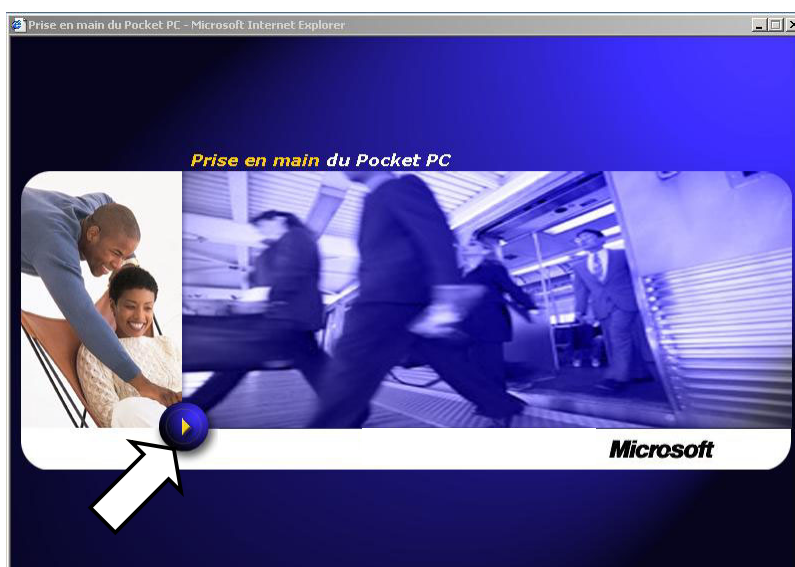 Prise en main du Pocket PC - Microsoft Internet Explorer
Prise en main du Pocket PC
Microsoft